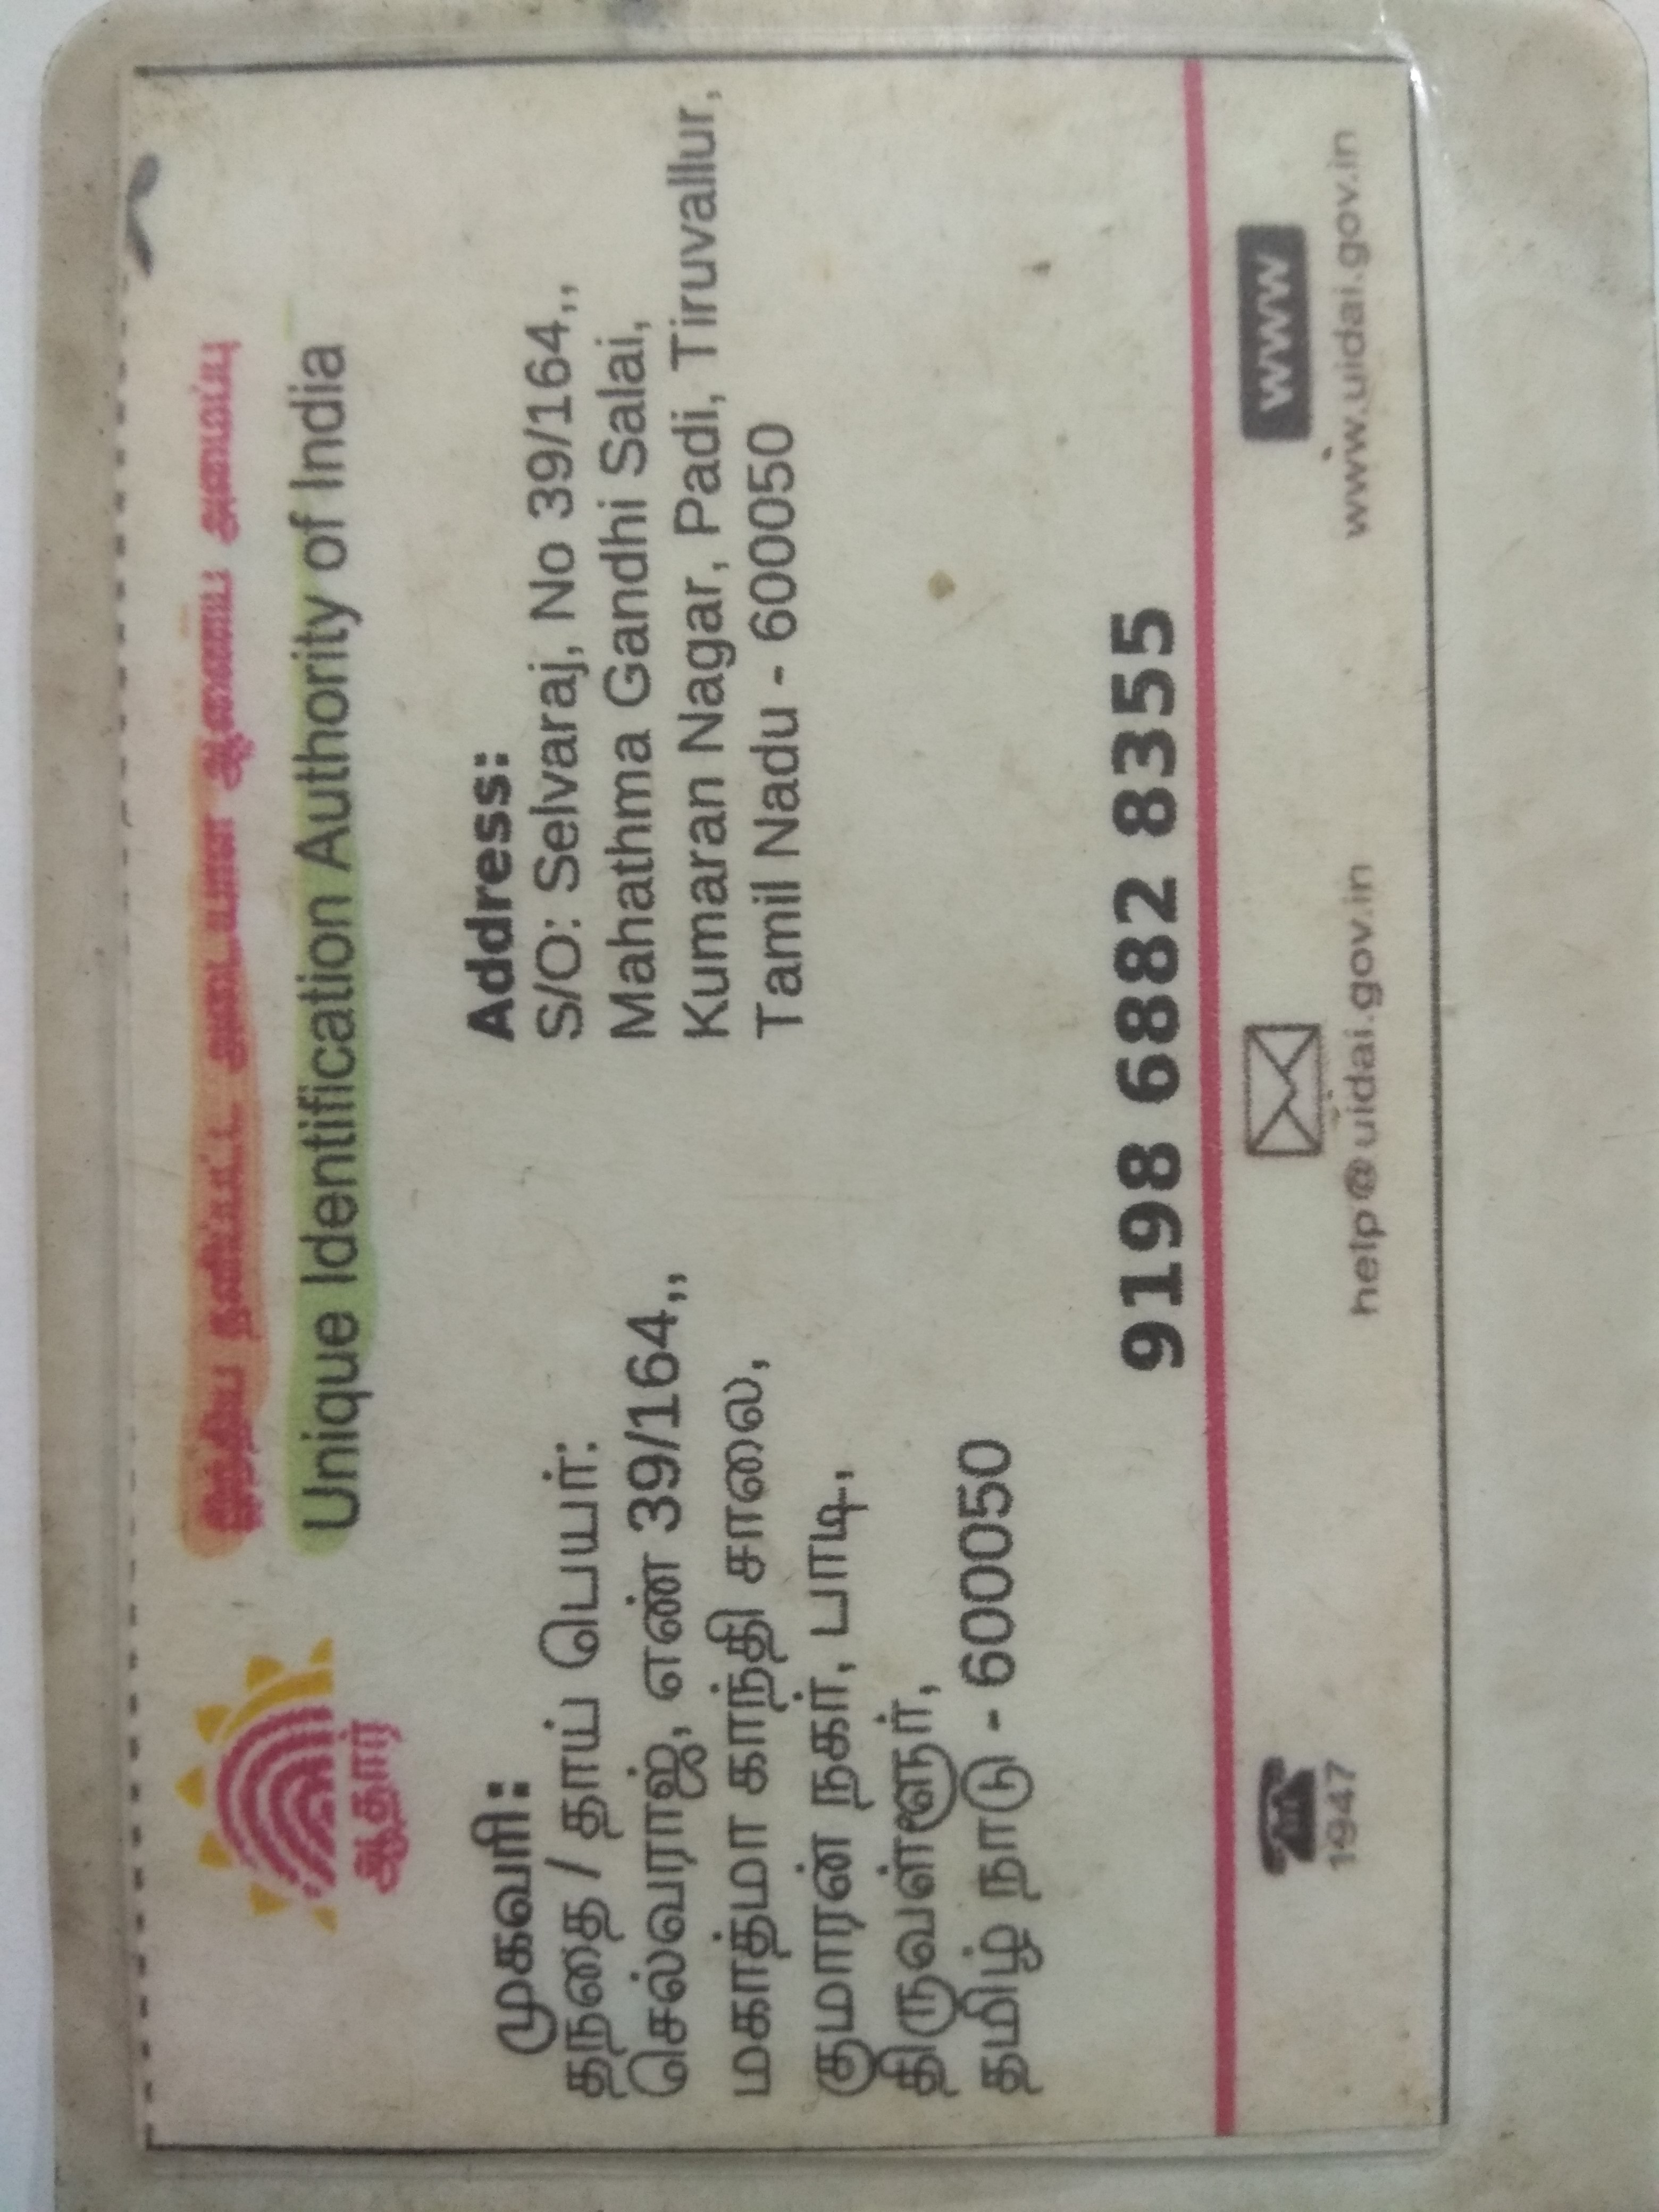 இந்திய தனிப்பட்ட அடையாள ஆணைய அமைப்பு
Unique Identification Authority of India
ஆதார்
முகவரி:
தந்தை / தாய் பெயர்:
செல்வராஜ், எண் 39/164,,
மகாத்மா காந்தி சாலை,
குமாரன் நகர், பாடி,
திருவள்ளூர்,
தமிழ் நாடு - 600050
Address:
S/O: Selvaraj, No 39/164,,
Mahathma Gandhi Salai,
Kumaran Nagar, Padi, Tiruvallur,
Tamil Nadu - 600050
9198 6882 8355
1947
help@uidai.gov.in
www
www.uidai.gov.in